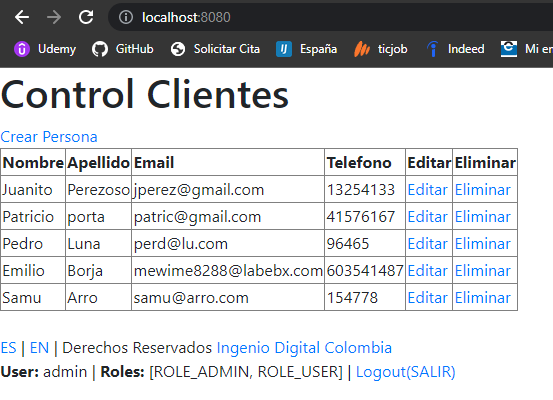 localhost:8080
Udemy GitHub Solicitar Cita España ticjob Indeed Mi en
Control Clientes
Crear Persona
Nombre Apellido Email Telefono Editar Eliminar
Juanito Perezoso jperez@gmail.com 13254133 Editar Eliminar
Patricio porta patric@gmail.com 41576167 Editar Eliminar
Pedro Luna perd@lu.com 96465 Editar Eliminar
Emilio Borja mewime8288@labebx.com 603541487 Editar Eliminar
Samu Arro samu@arro.com 154778 Editar Eliminar
ES | EN | Derechos Reservados Ingenio Digital Colombia
User: admin | Roles: [ROLE_ADMIN, ROLE_USER] | Logout(SALIR)